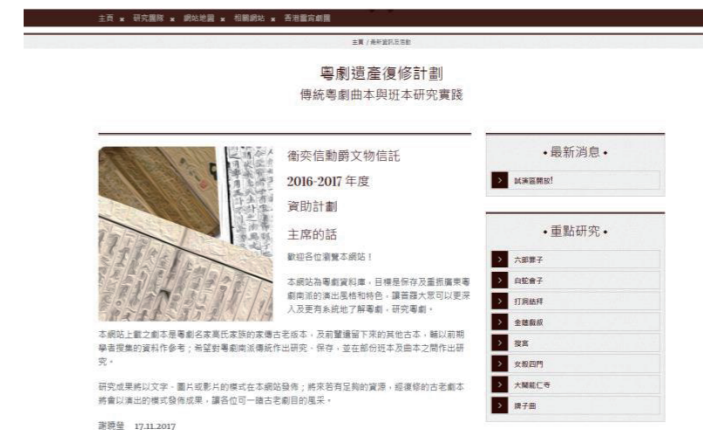 主頁 研究團隊 網站地圖 相關網站 香港靈宮劇團
主頁 / 最新資訊及活動
粵劇遺產復修計劃
傳統粵劇曲本與班本研究實踐
衛奕信勳爵文物信託
2016-2017 年度
資助計劃
主席的話
歡迎各位瀏覽本網站！
本網站為粵劇資料庫，目標是保存及重振廣東粵
劇南派的演出風格和特色，讓普羅大眾可以更深
入及更有系統地了解粵劇，研究粵劇。
本網站上載之劇本是粵劇名家莫氏家族的家傳古老版本，及前輩遺留下來的其他古本，輔以前期
學者搜集的資料作參考；希望對粵劇南派傳統作出研究、保存，並在部份班本及曲本之間作出研
究。
研究成果將以文字、圖片或影片的模式在本網站發佈；將來若有足夠的資源，經復修的古老劇本
將會以演出的模式發佈成果，讓各位可一睹古老劇目的風采。
謝曉瑩 17.11.2017
•最新消息•
試演區開放!
•重點研究•
六郎罪子
白蛇會子
打洞結拜
金蓮戲叔
搜宮
女殺四門
大鬧能仁寺
牌子曲